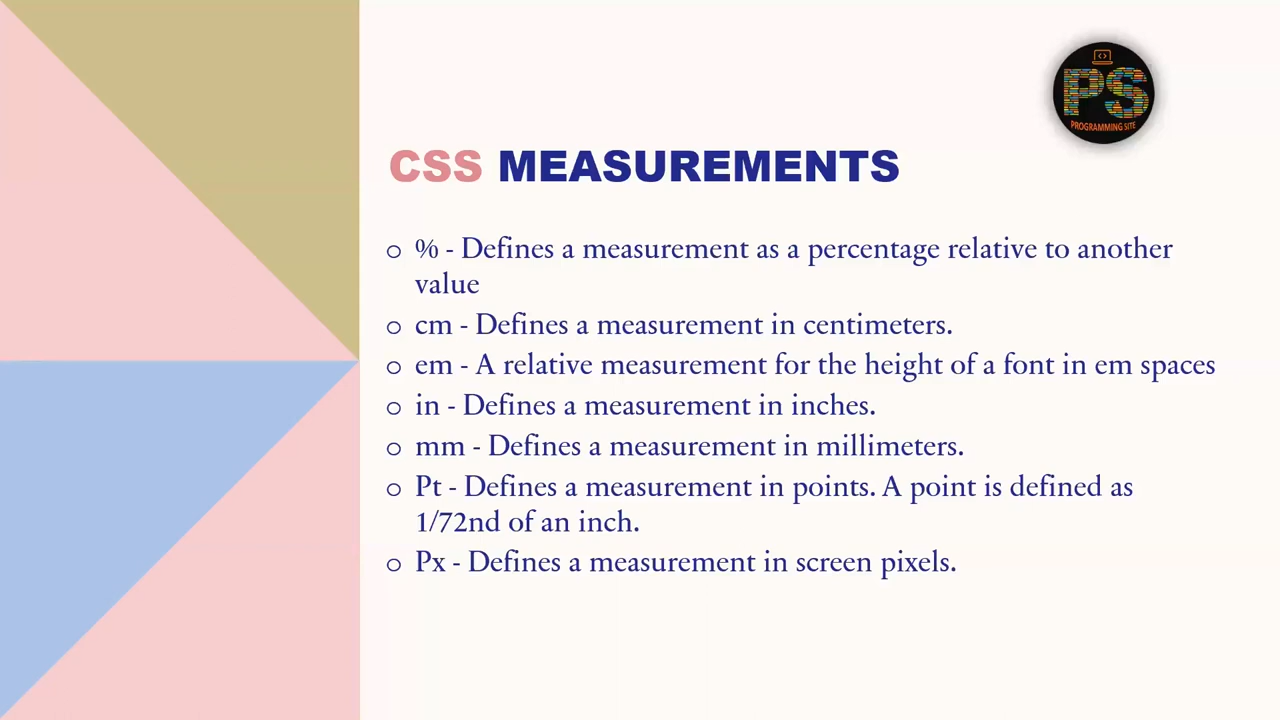 PS
PROGRAMMING SITE
CSS MEASUREMENTS
% - Defines a measurement as a percentage relative to another
value
cm - Defines a measurement in centimeters.
em - A relative measurement for the height of a font in em spaces
in - Defines a measurement in inches.
mm - Defines a measurement in millimeters.
Pt - Defines a measurement in points. A point is defined as
1/72nd of an inch.
Px - Defines a measurement in screen pixels.